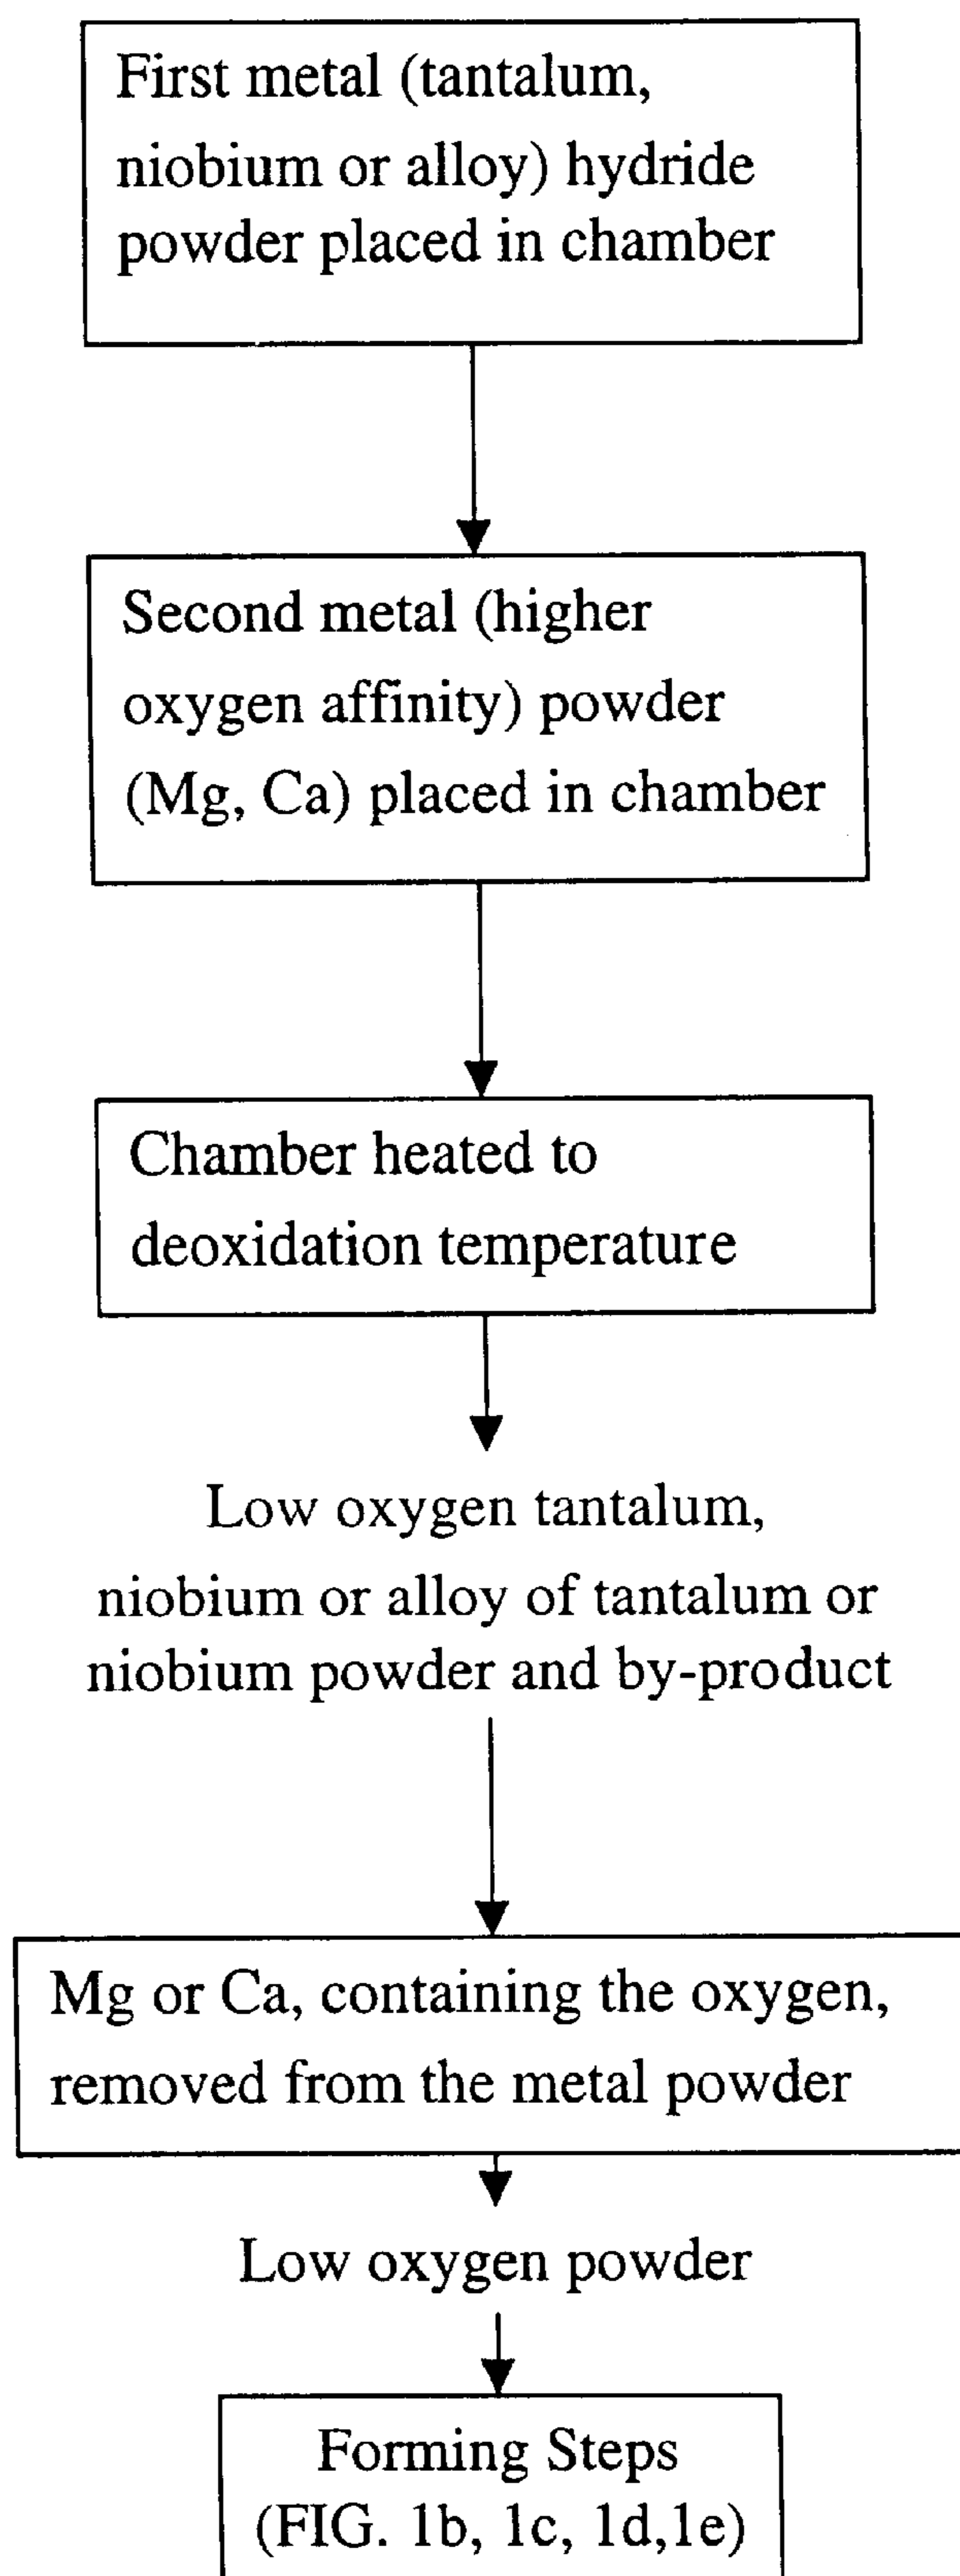 First metal (tantalum,
niobium or alloy) hydride
powder placed in chamber
Second metal (higher
oxygen affinity) powder
(Mg, Ca) placed in chamber
Chamber heated to
deoxidation temperature
Low oxygen tantalum,
niobium or alloy of tantalum or
niobium powder and by-product
Mg or Ca, containing the oxygen,
removed from the metal powder
Low oxygen powder
Forming Steps
(FIG. 1b, 1c, 1d,1e)